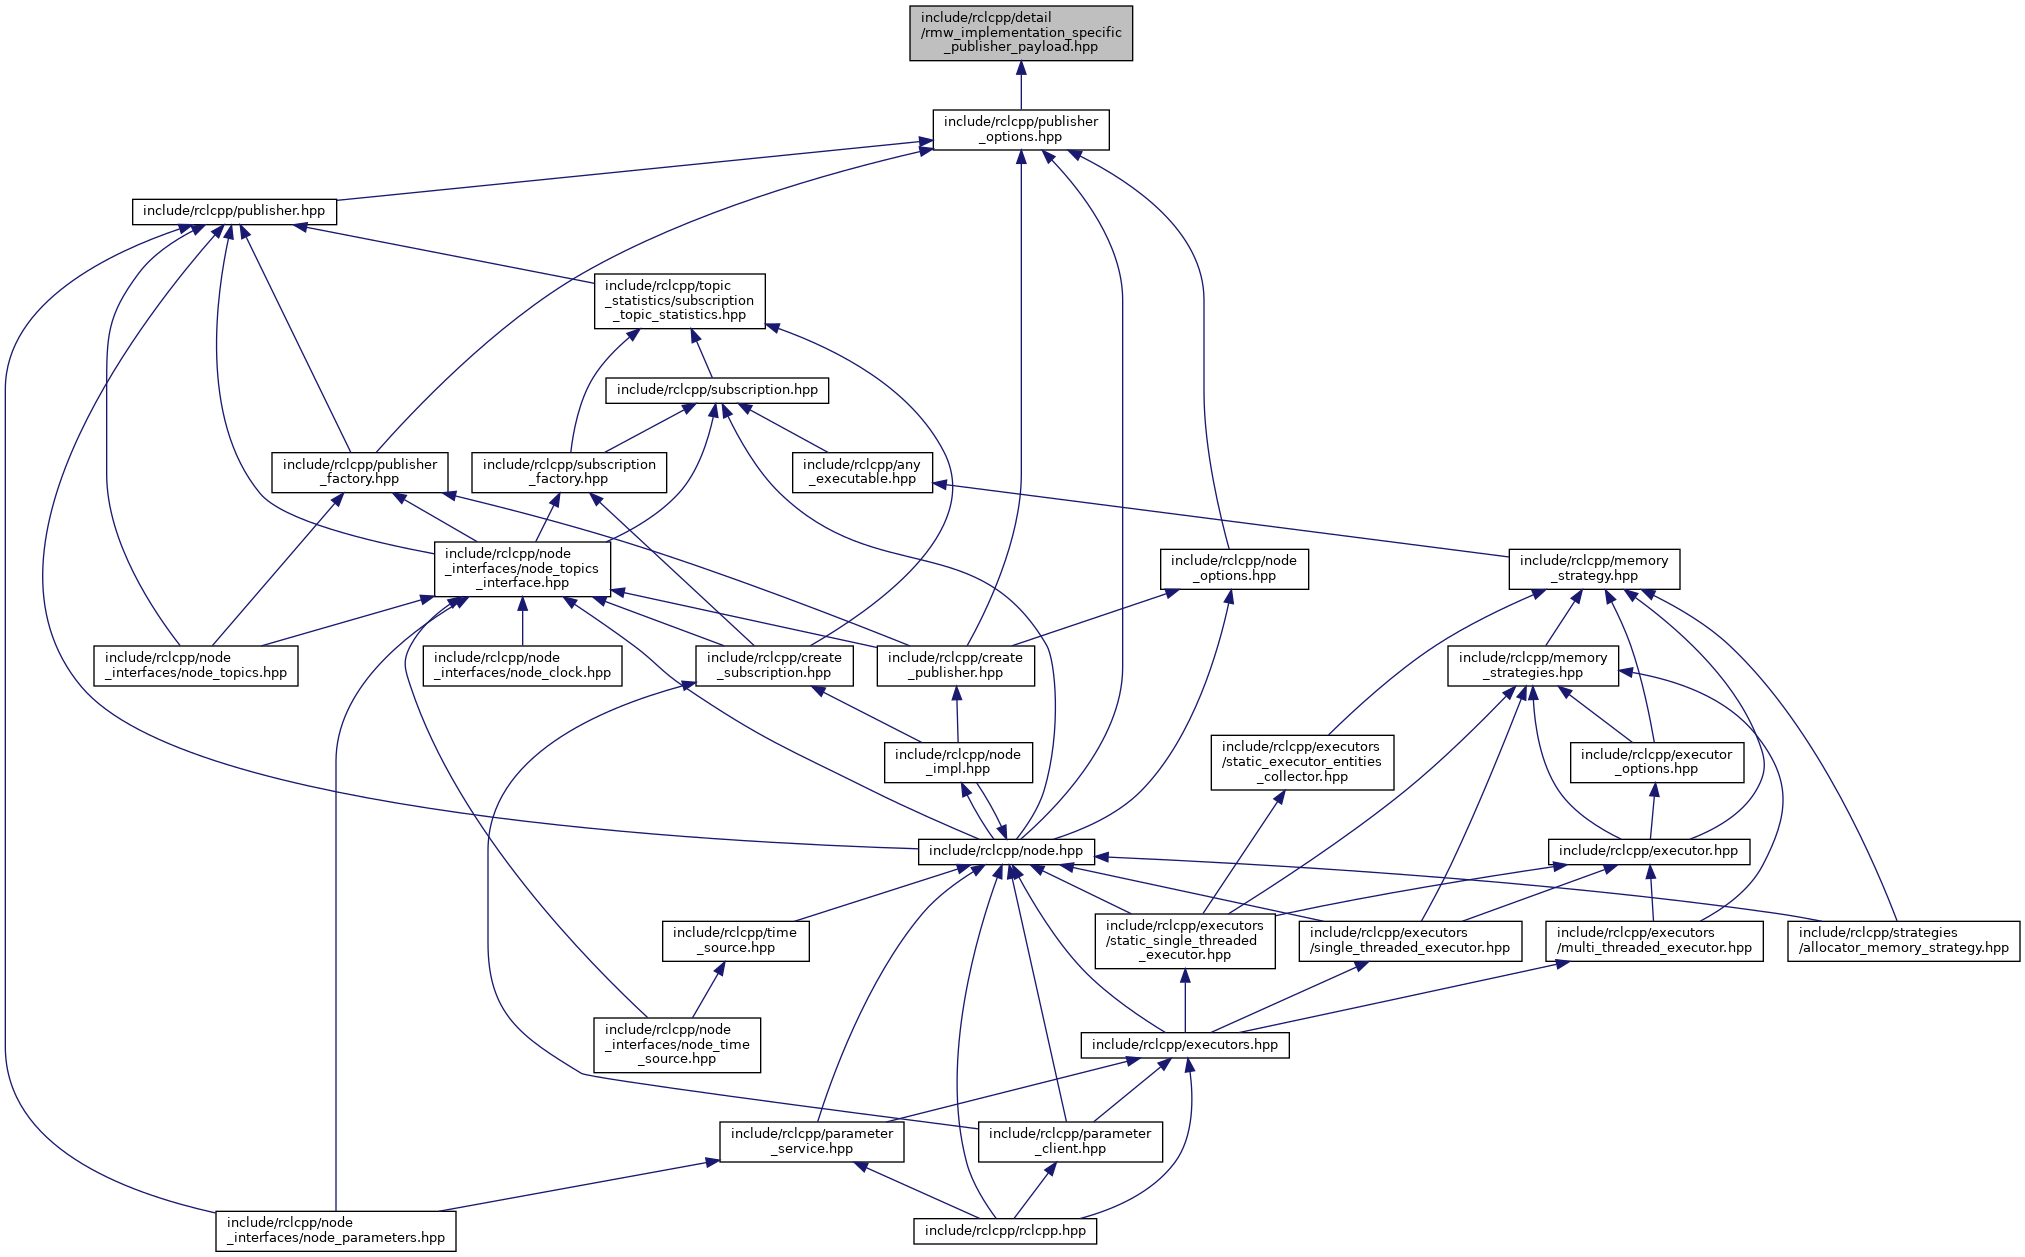 include/rclcpp/detail
/rmw_implementation_specific
_publisher_payload.hpp
include/rclcpp/publisher
_options.hpp
include/rclcpp/publisher.hpp
include/rclcpp/topic
_statistics/subscription
_topic_statistics.hpp
include/rclcpp/subscription.hpp
include/rclcpp/publisher
_factory.hpp
include/rclcpp/subscription
_factory.hpp
include/rclcpp/any
_executable.hpp
include/rclcpp/node
_interfaces/node_topics
_interface.hpp
include/rclcpp/node
_options.hpp
include/rclcpp/memory
_strategy.hpp
include/rclcpp/node
_interfaces/node_topics.hpp
include/rclcpp/node
_interfaces/node_clock.hpp
include/rclcpp/create
_subscription.hpp
include/rclcpp/create
_publisher.hpp
include/rclcpp/memory
_strategies.hpp
include/rclcpp/node
_impl.hpp
include/rclcpp/executors
/static_executor_entities
_collector.hpp
include/rclcpp/executor
_options.hpp
include/rclcpp/node.hpp
include/rclcpp/executor.hpp
include/rclcpp/time
_source.hpp
include/rclcpp/executors
/static_single_threaded
_executor.hpp
include/rclcpp/executors
/single_threaded_executor.hpp
include/rclcpp/executors
/multi_threaded_executor.hpp
include/rclcpp/strategies
/allocator_memory_strategy.hpp
include/rclcpp/node
_interfaces/node_time
_source.hpp
include/rclcpp/executors.hpp
include/rclcpp/parameter
_service.hpp
include/rclcpp/parameter
_client.hpp
include/rclcpp/node
_interfaces/node_parameters.hpp
include/rclcpp/rclcpp.hpp